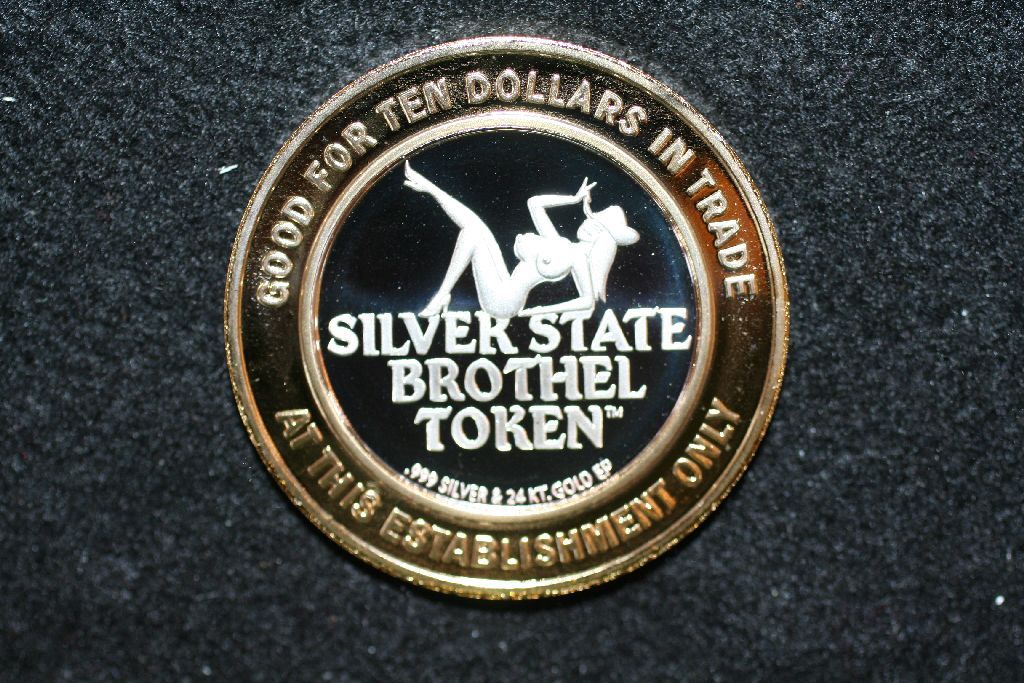 GOOD FOR TEN DOLLARS IN TRADE
SILVER STATE
BROTHEL
TOKEN™
.999 SILVER & 24 KT. GOLD EP
AT THIS ESTABLISHMENT ONLY